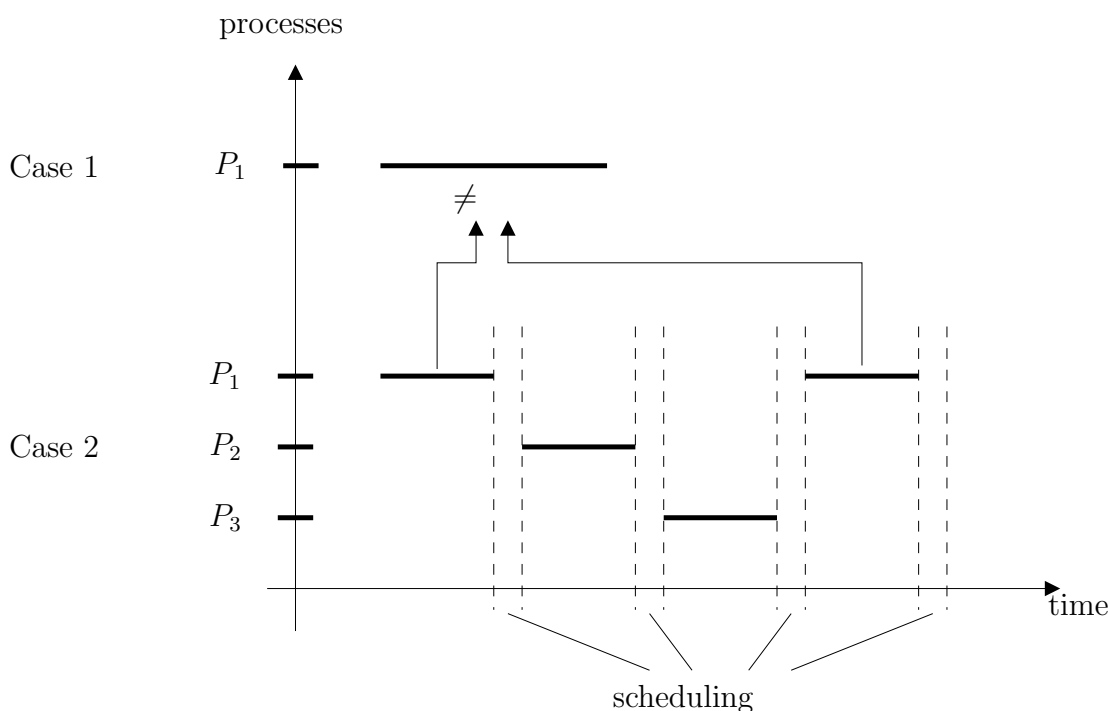 processes
Case 1 P₁
≠
P₁
Case 2 P₂
P₃
time
scheduling